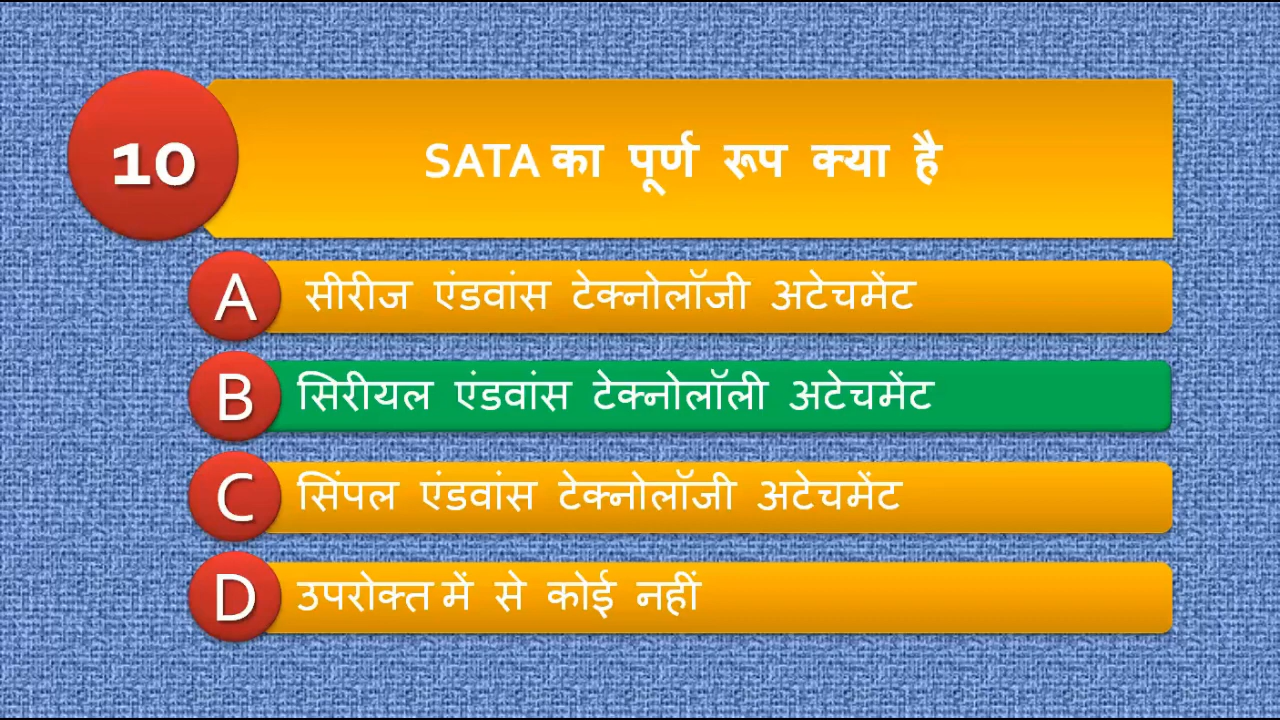 10
SATA का पूर्ण रूप क्या है
A सीरीज एंडवांस टेक्नोलॉजी अटेचमेंट
B सिरीयल एंडवांस टेक्नोलॉली अटेचमेंट
C सिंपल एंडवांस टेक्नोलॉजी अटेचमेंट
D उपरोक्त में से कोई नहीं